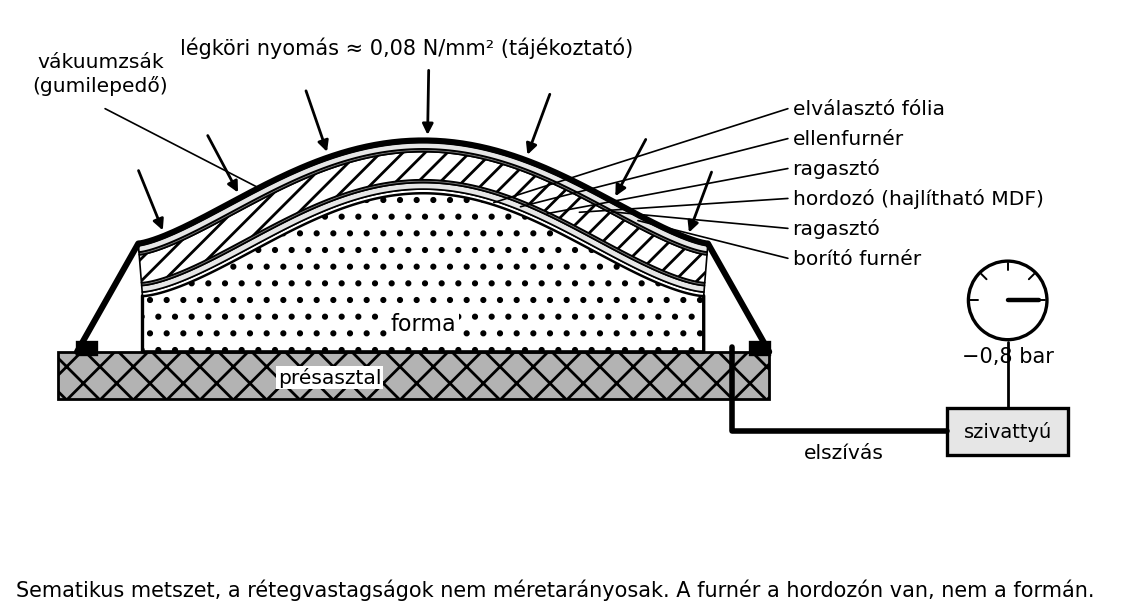 légköri nyomás ≈ 0,08 N/mm² (tájékoztató)
vákuumzsák
(gumilepedő)
elválasztó fólia
ellenfurnér
ragasztó
hordozó (hajlítható MDF)
ragasztó
borító furnér
forma
−0,8 bar
présasztal
szivattyú
elszívás
Sematikus metszet, a rétegvastagságok nem méretarányosak. A furnér a hordozón van, nem a formán.